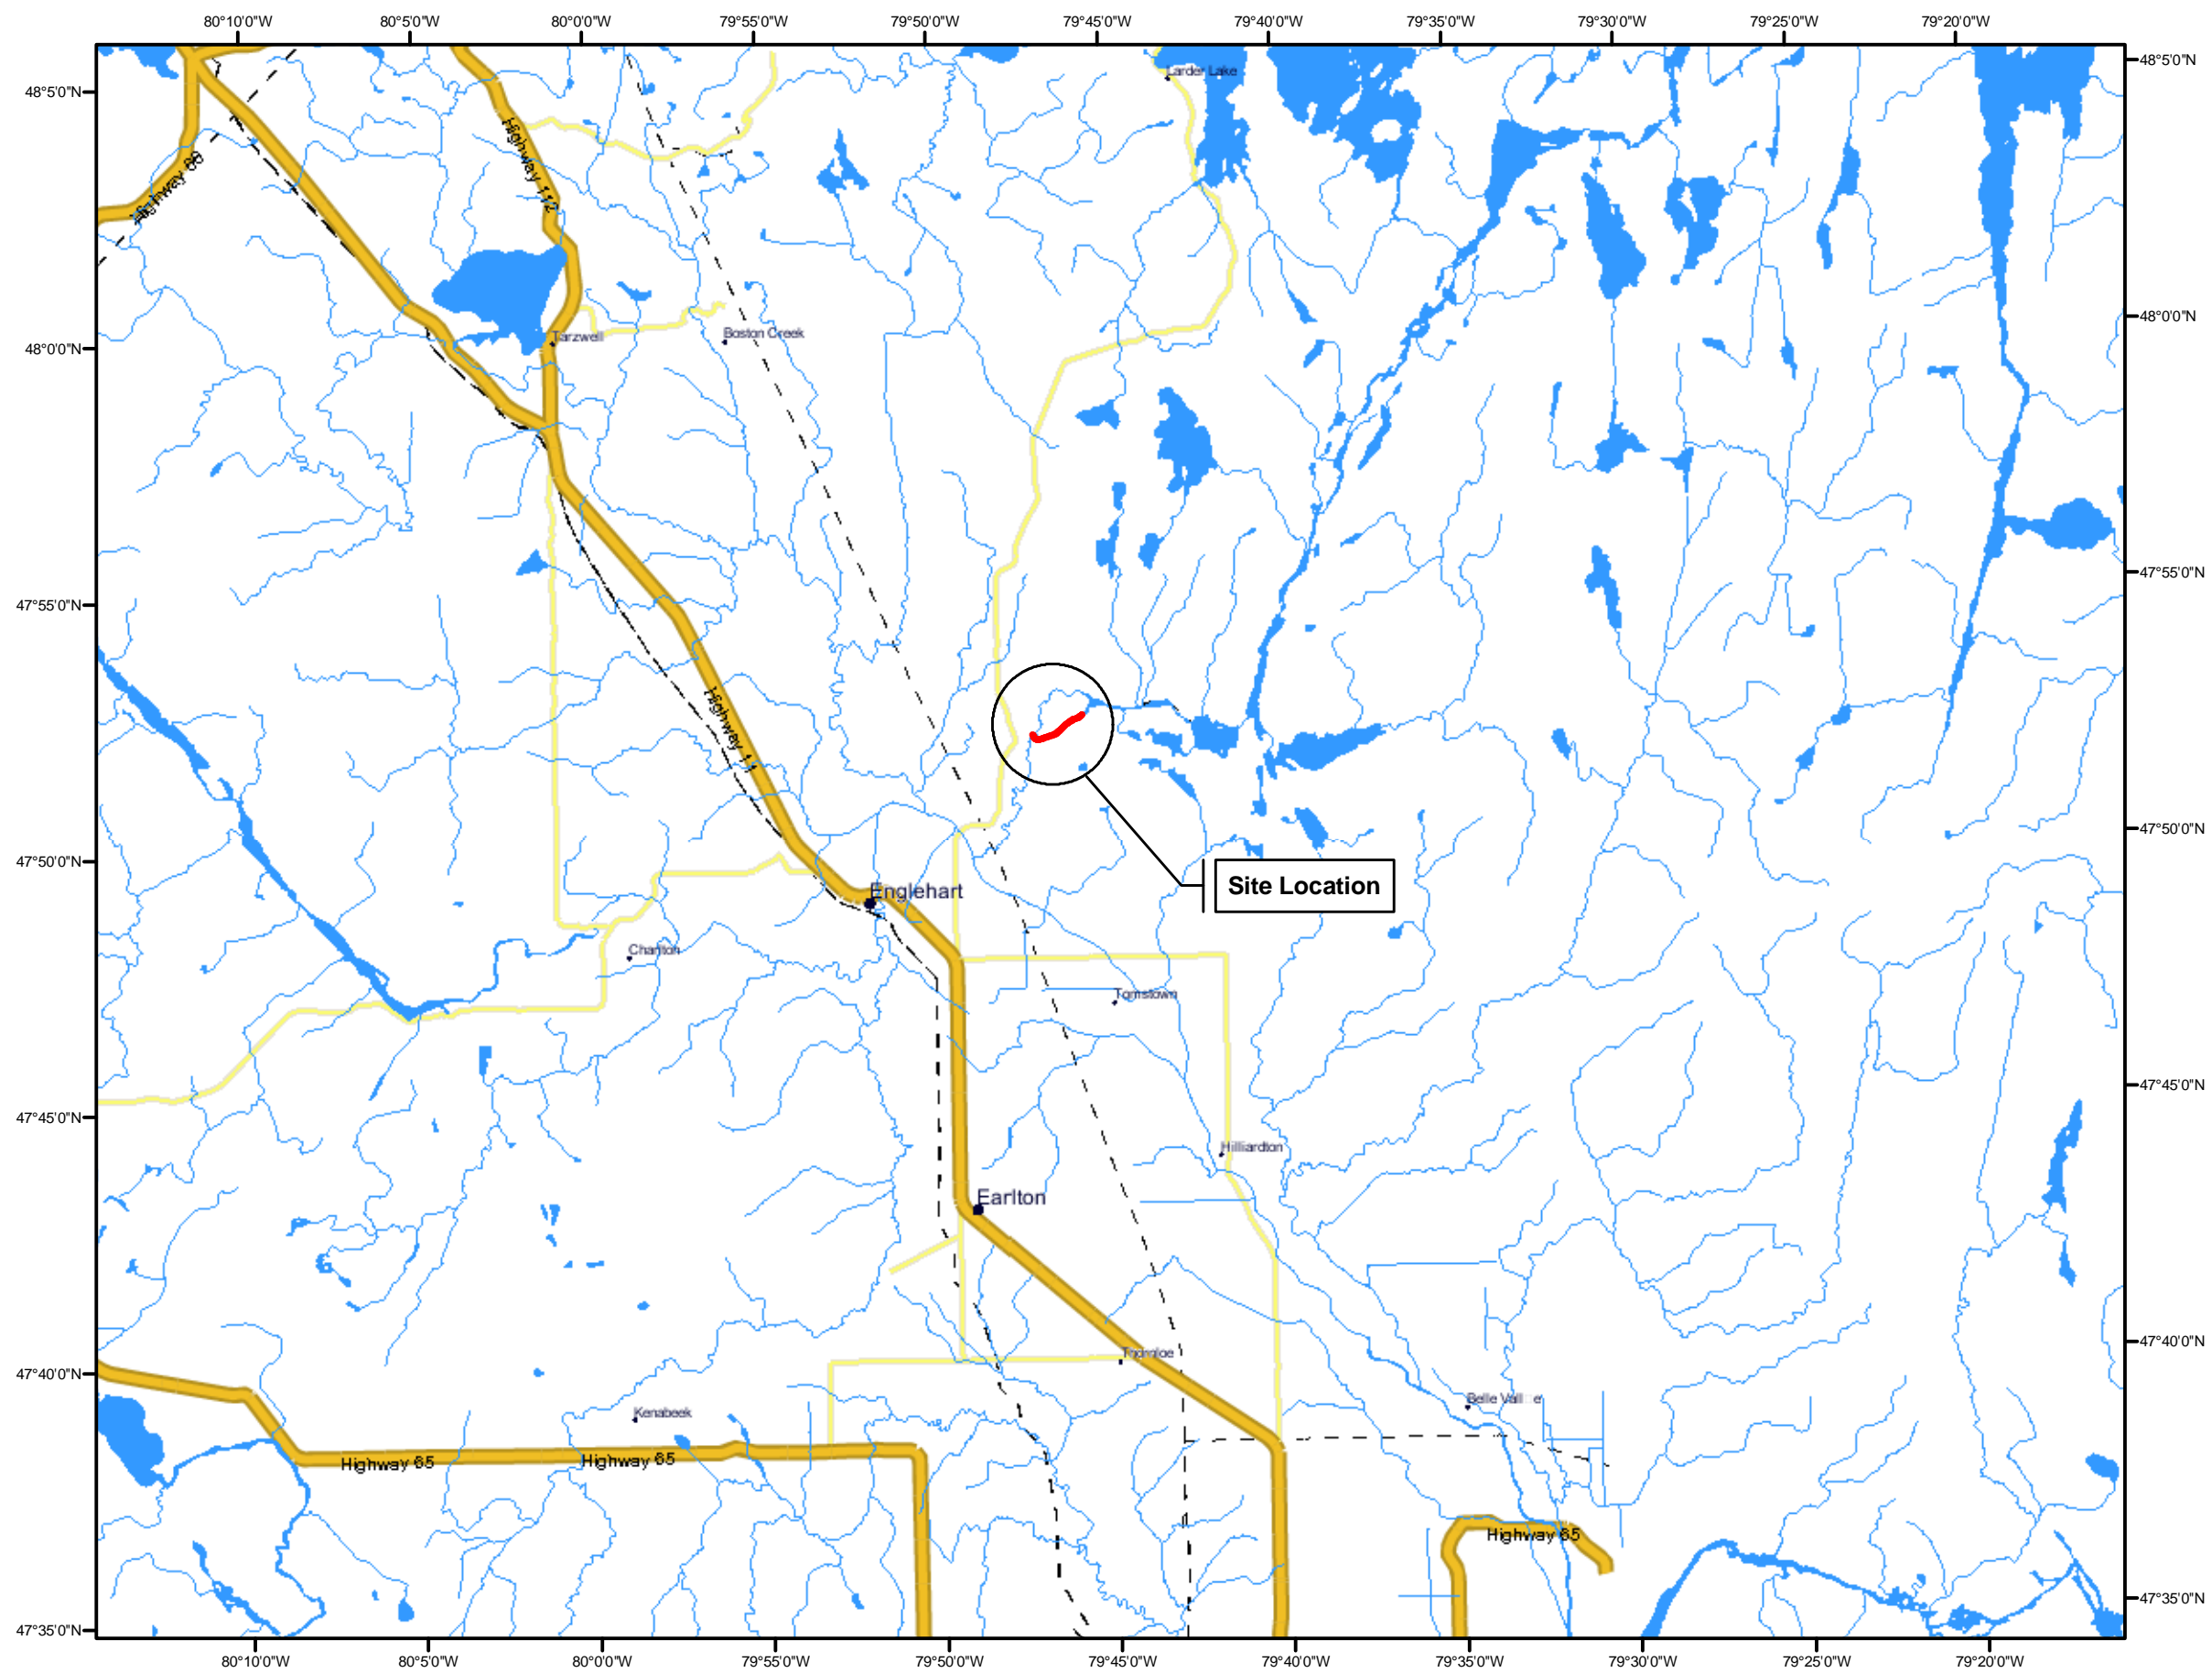 80°10'0"W 80°5'0"W 80°0'0"W 79°55'0"W 79°50'0"W 79°45'0"W 79°40'0"W 79°35'0"W 79°30'0"W 79°25'0"W 79°20'0"W
48°5'0"N
48°5'0"N
Larder Lake
Highway 112
Highway 66
48°0'0"N
Tarzwell
Boston Creek
48°0'0"N
47°55'0"N
47°55'0"N
Highway 11
47°50'0"N
47°50'0"N
Site Location
Englehart
Charlton
Tomstown
47°45'0"N
47°45'0"N
Hilliardton
Earlton
47°40'0"N
47°40'0"N
Thornloe
Belle Vall e
Kenabeek
Highway 65
Highway 65
Highway 65
47°35'0"N
47°35'0"N
80°10'0"W 80°5'0"W 80°0'0"W 79°55'0"W 79°50'0"W 79°45'0"W 79°40'0"W 79°35'0"W 79°30'0"W 79°25'0"W 79°20'0"W